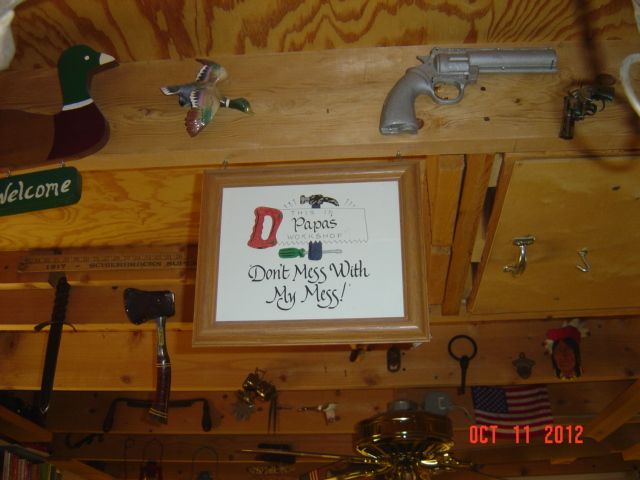 Welcome
THIS IS
Papas
WORKSHOP
Don't Mess With
My Mess!
OCT 11 2012